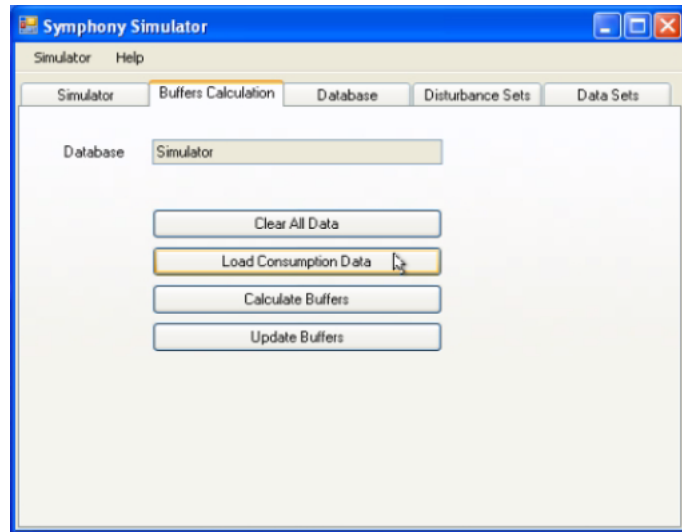 Symphony Simulator
Simulator Help
Simulator Buffers Calculation Database Disturbance Sets Data Sets
Database Simulator
Clear All Data
Load Consumption Data
Calculate Buffers
Update Buffers